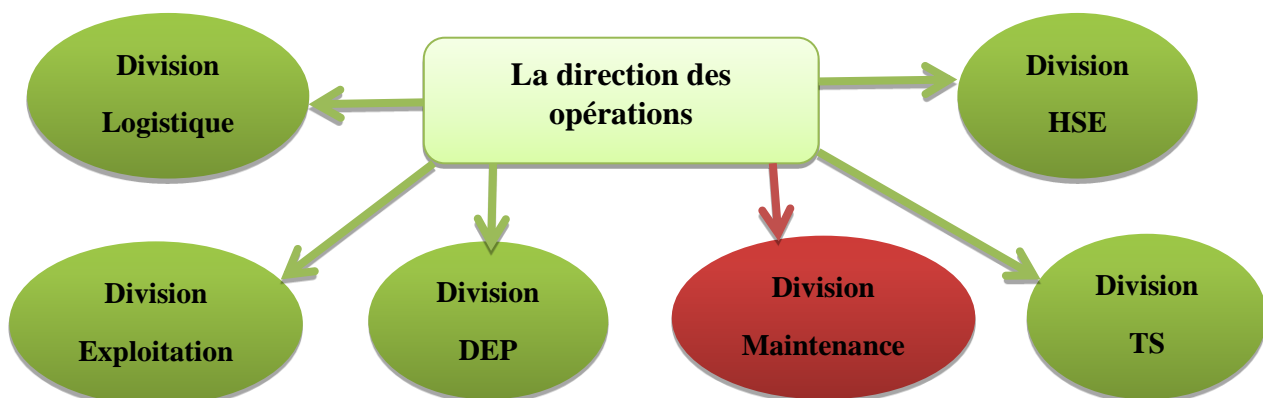 La direction des
opérations
Division
Logistique
Division
HSE
Division
Exploitation
Division
DEP
Division
Maintenance
Division
TS